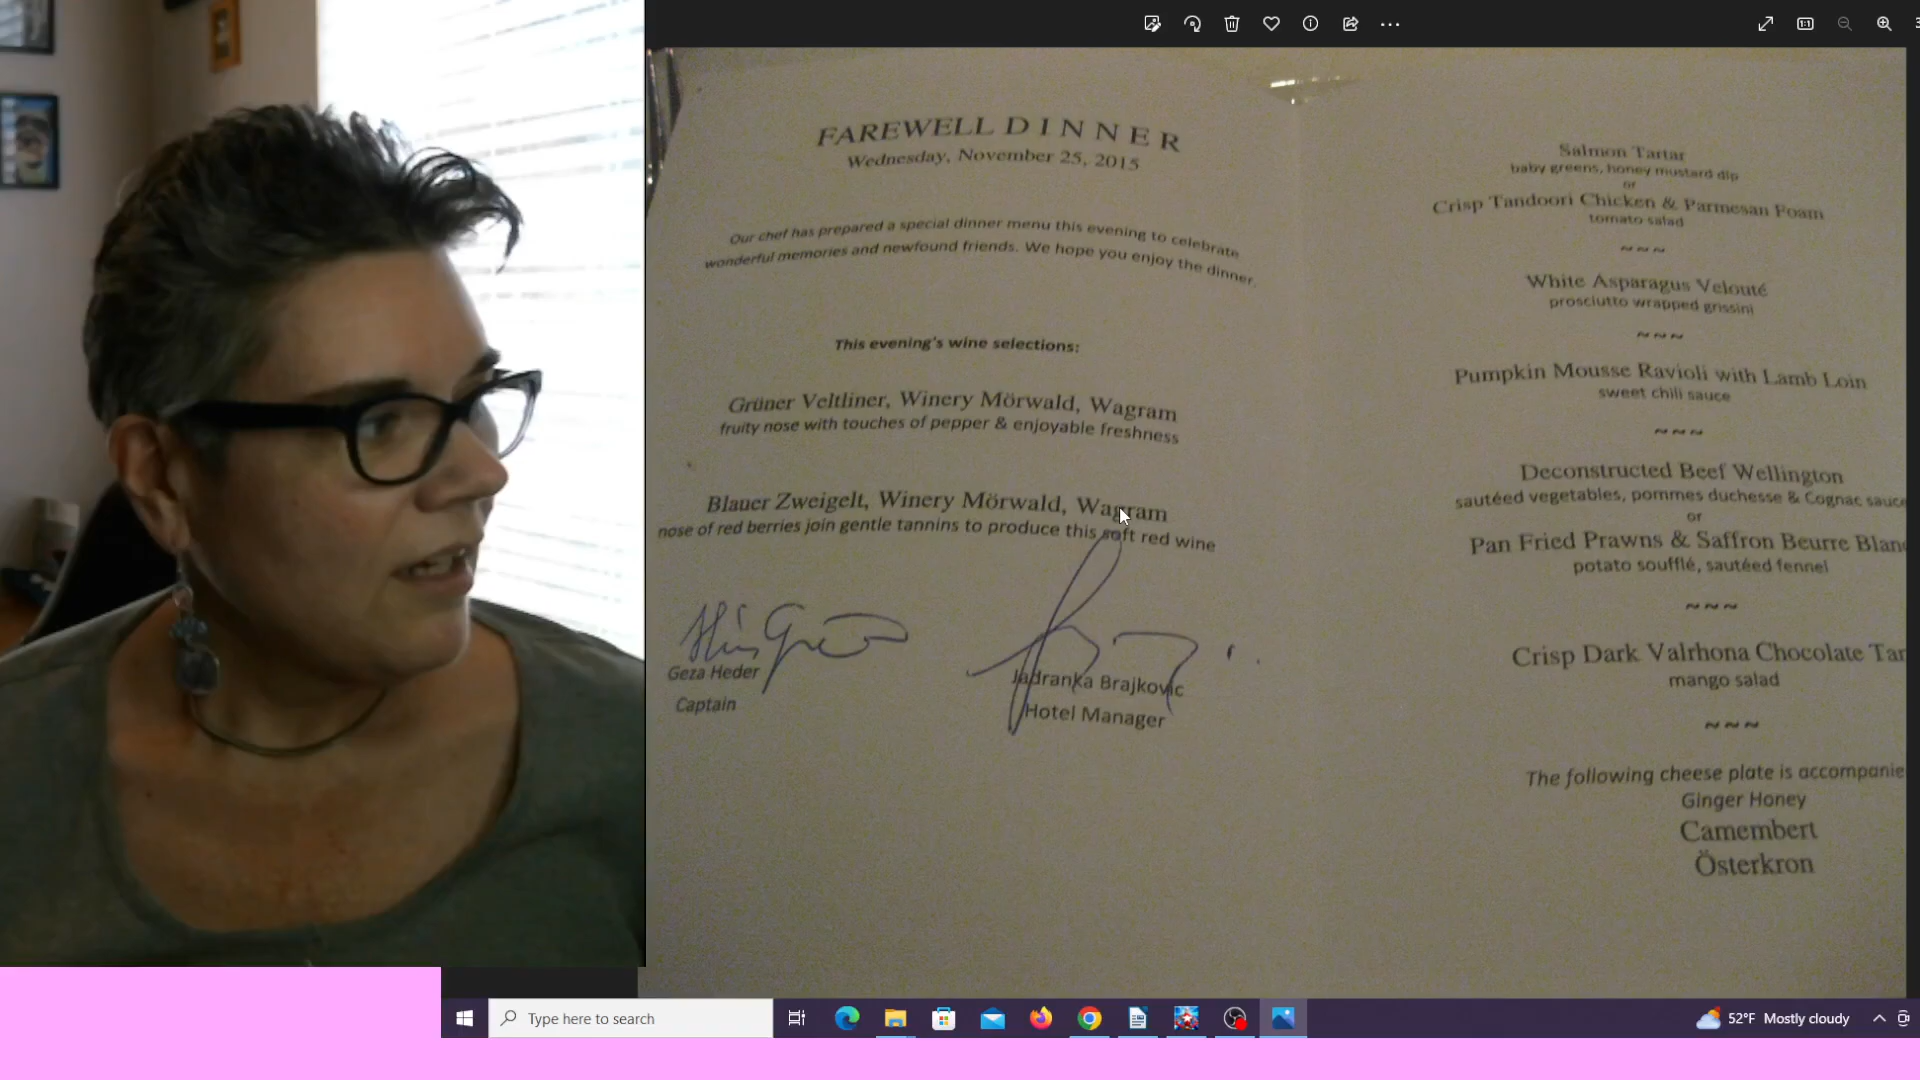 FAREWELL DINNER
Wednesday, November 25, 2015
Our chef has prepared a special dinner menu this evening to celebrate
wonderful memories and newfound friends. We hope you enjoy the dinner.
This evening's wine selections:
Grüner Veltliner, Winery Mörwald, Wagram
fruity nose with touches of pepper & enjoyable freshness
Blauer Zweigelt, Winery Mörwald, Wagram
nose of red berries join gentle tannins to produce this soft red wine
Geza Heder
Captain
Jadranka Brajkovic
Hotel Manager
Salmon Tartar
baby greens, honey mustard dip
or
Crisp Tandoori Chicken & Parmesan Foam
tomato salad
~~~
White Asparagus Velouté
prosciutto wrapped grissini
~~~
Pumpkin Mousse Ravioli with Lamb Loin
sweet chili sauce
~~~
Deconstructed Beef Wellington
sautéed vegetables, pommes duchesse & Cognac sauce
or
Pan Fried Prawns & Saffron Beurre Blanc
potato soufflé, sautéed fennel
~~~
Crisp Dark Valrhona Chocolate Tar
mango salad
~~~
The following cheese plate is accompanie
Ginger Honey
Camembert
Österkron
Type here to search
52°F Mostly cloudy